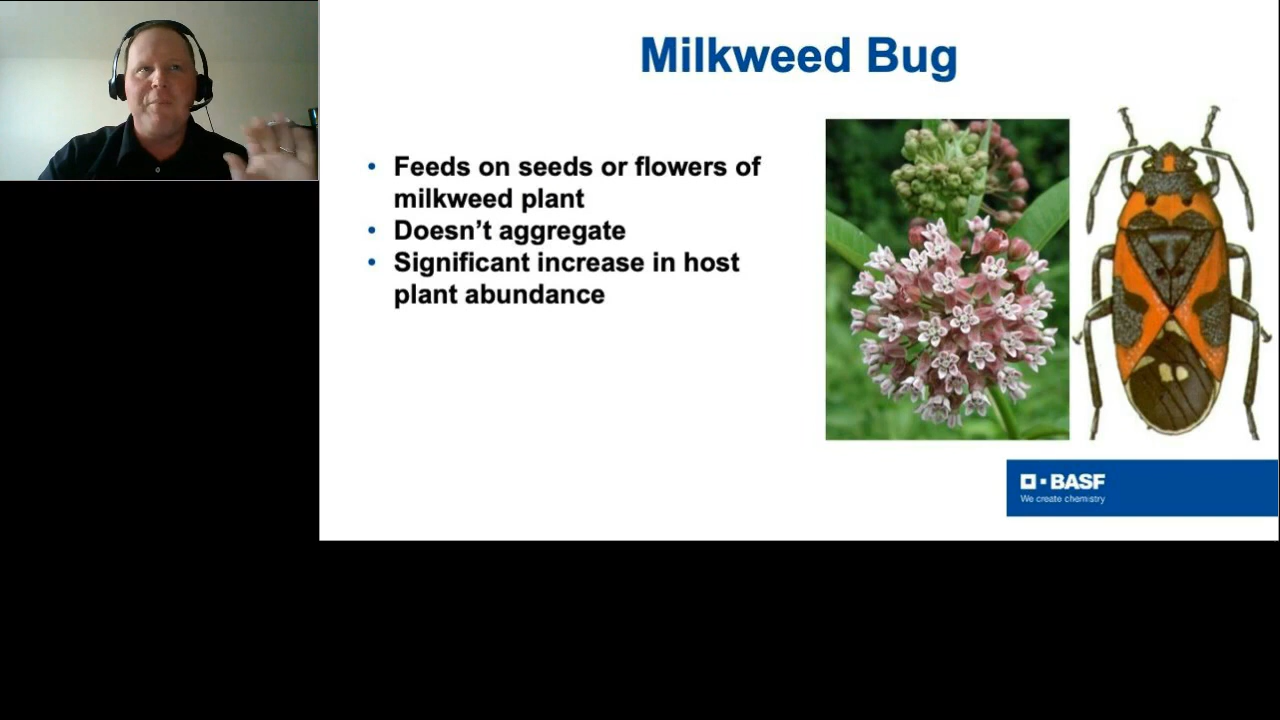 Milkweed Bug
• Feeds on seeds or flowers of
milkweed plant
• Doesn’t aggregate
• Significant increase in host
plant abundance
BASF
We create chemistry